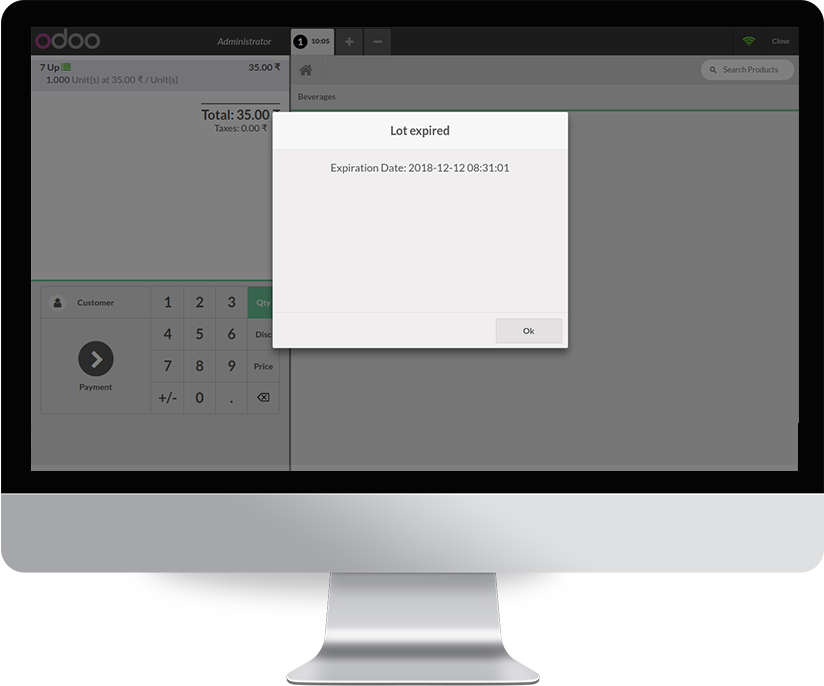 odoo
Administrator
1 10:05
Close
7 Up 35.00 ₹
1.000 Unit(s) at 35.00 ₹ / Unit(s)
Search Products
Beverages
Total: 35.00 ₹
Taxes: 0.00 ₹
Lot expired
Expiration Date: 2018-12-12 08:31:01
Ok
Customer
1 2 3 Qty
4 5 6 Disc
Payment
7 8 9 Price
+/- 0 .